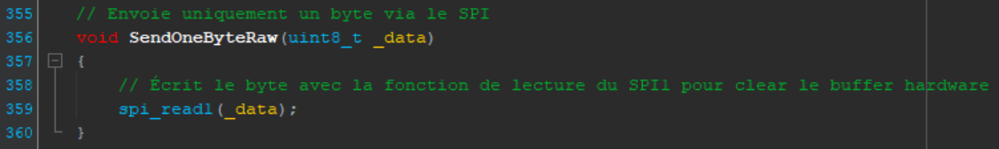 355 // Envoie uniquement un byte via le SPI
356 void SendOneByteRaw(uint8_t _data)
357 {
358 // Écrit le byte avec la fonction de lecture du SPI1 pour clear le buffer hardware
359 spi_read1(_data);
360 }